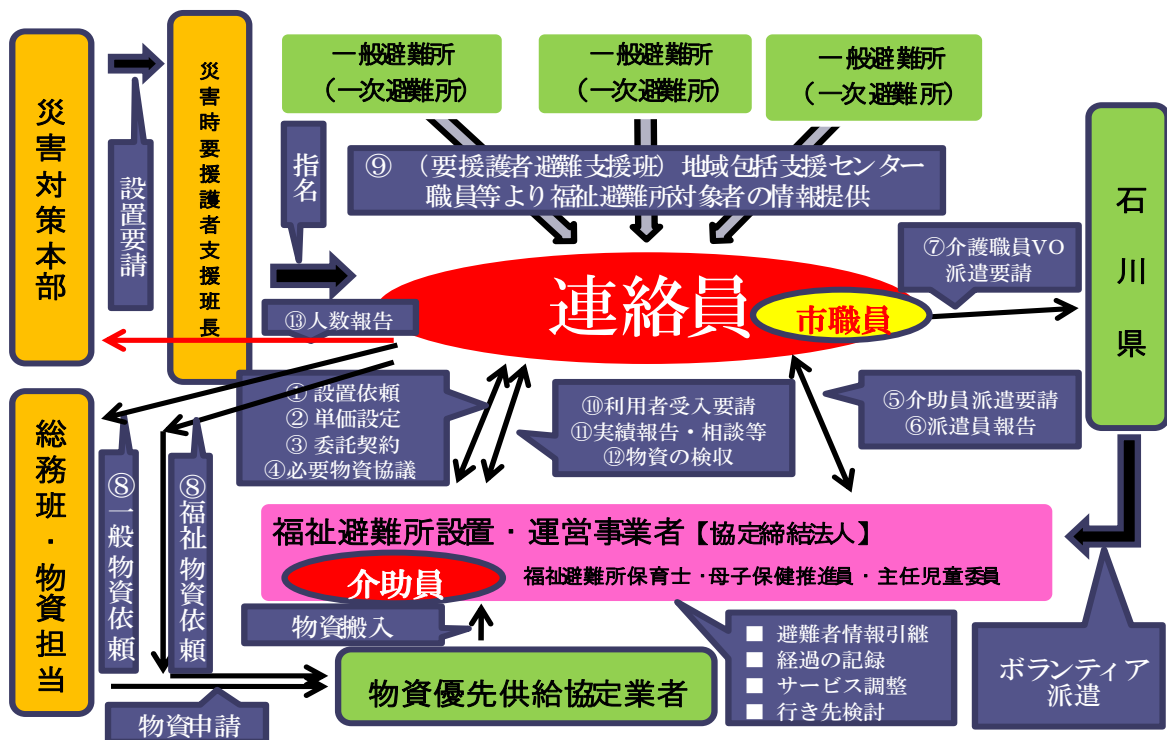 災害対策本部
設置要請
災害時要援護者支援班長
指名
一般避難所
（一次避難所）
一般避難所
（一次避難所）
一般避難所
（一次避難所）
⑨ （要援護者避難支援班）地域包括支援センター
職員等より福祉避難所対象者の情報提供
石川県
連絡員
市職員
⑦介護職員VO
派遣要請
⑬人数報告
① 設置依頼
② 単価設定
③ 委託契約
④必要物資協議
⑩利用者受入要請
⑪実績報告・相談等
⑫物資の検収
⑤介助員派遣要請
⑥派遣員報告
総務班・物資担当
⑧一般物資依頼
⑧福祉物資依頼
福祉避難所設置・運営事業者【協定締結法人】
介助員
福祉避難所保育士・母子保健推進員・主任児童委員
物資搬入
物資優先供給協定業者
物資申請
■ 避難者情報引継
■ 経過の記録
■ サービス調整
■ 行き先検討
ボランティア
派遣